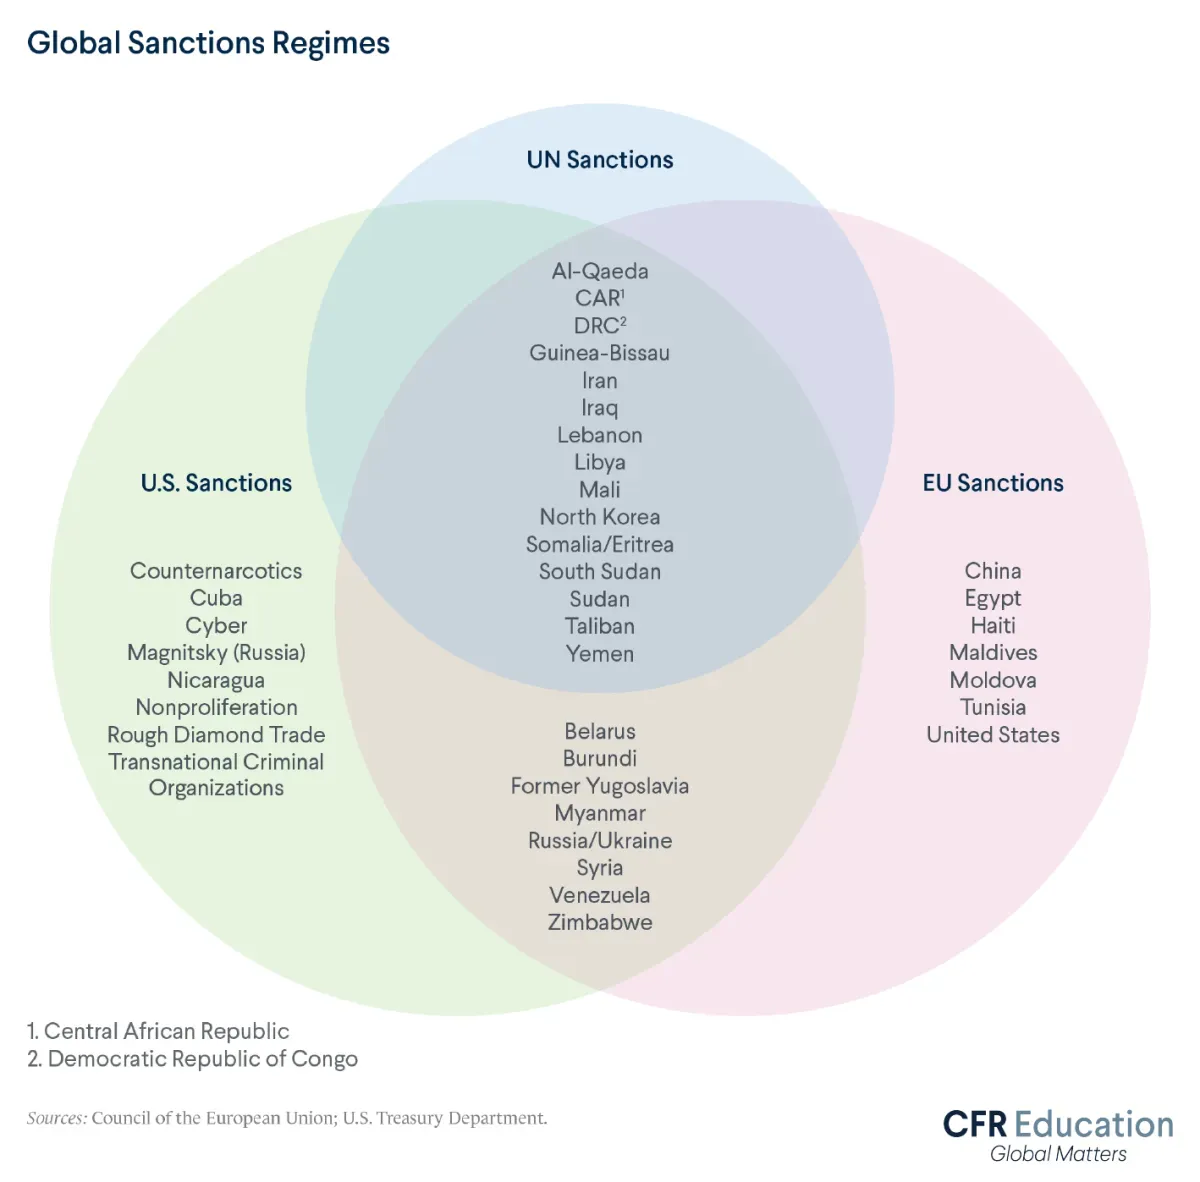 Global Sanctions Regimes
UN Sanctions
Al-Qaeda
CAR¹
DRC²
Guinea-Bissau
Iran
Iraq
Lebanon
Libya
Mali
North Korea
Somalia/Eritrea
South Sudan
Sudan
Taliban
Yemen
U.S. Sanctions
Counternarcotics
Cuba
Cyber
Magnitsky (Russia)
Nicaragua
Nonproliferation
Rough Diamond Trade
Transnational Criminal
Organizations
EU Sanctions
China
Egypt
Haiti
Maldives
Moldova
Tunisia
United States
Belarus
Burundi
Former Yugoslavia
Myanmar
Russia/Ukraine
Syria
Venezuela
Zimbabwe
1. Central African Republic
2. Democratic Republic of Congo
Sources: Council of the European Union; U.S. Treasury Department.
CFR Education
Global Matters